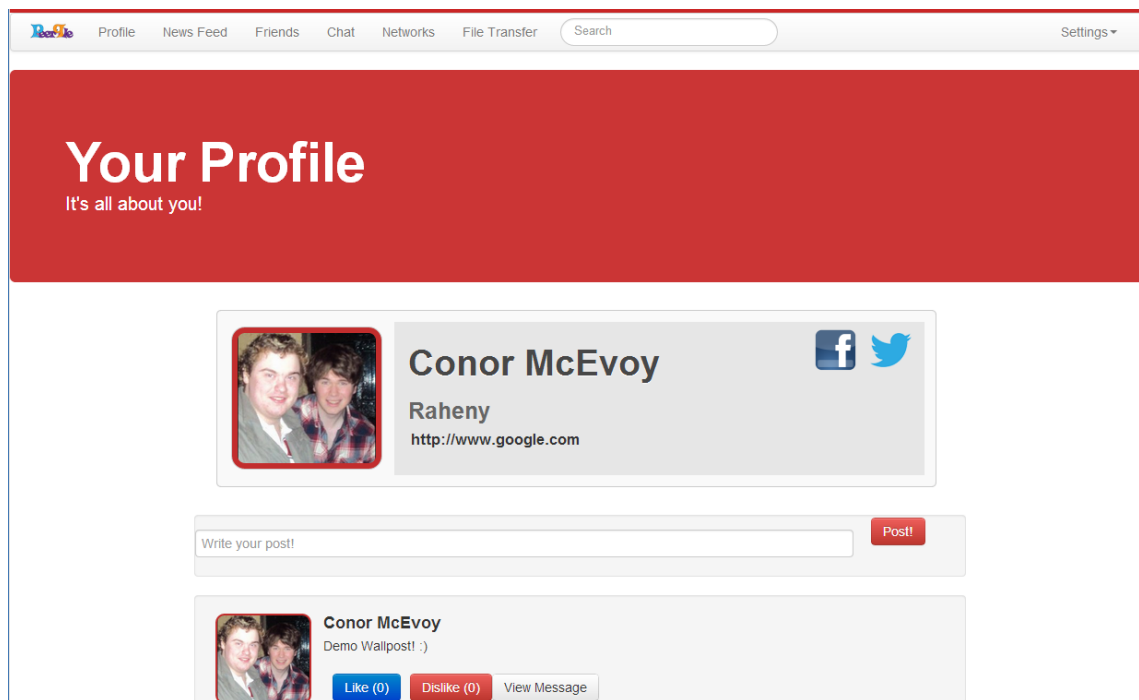 Profile News Feed Friends Chat Networks File Transfer Search Settings
Your Profile
It's all about you!
Conor McEvoy
Raheny
http://www.google.com
Write your post! Post!
Conor McEvoy
Demo Wallpost! :)
Like (0) Dislike (0) View Message